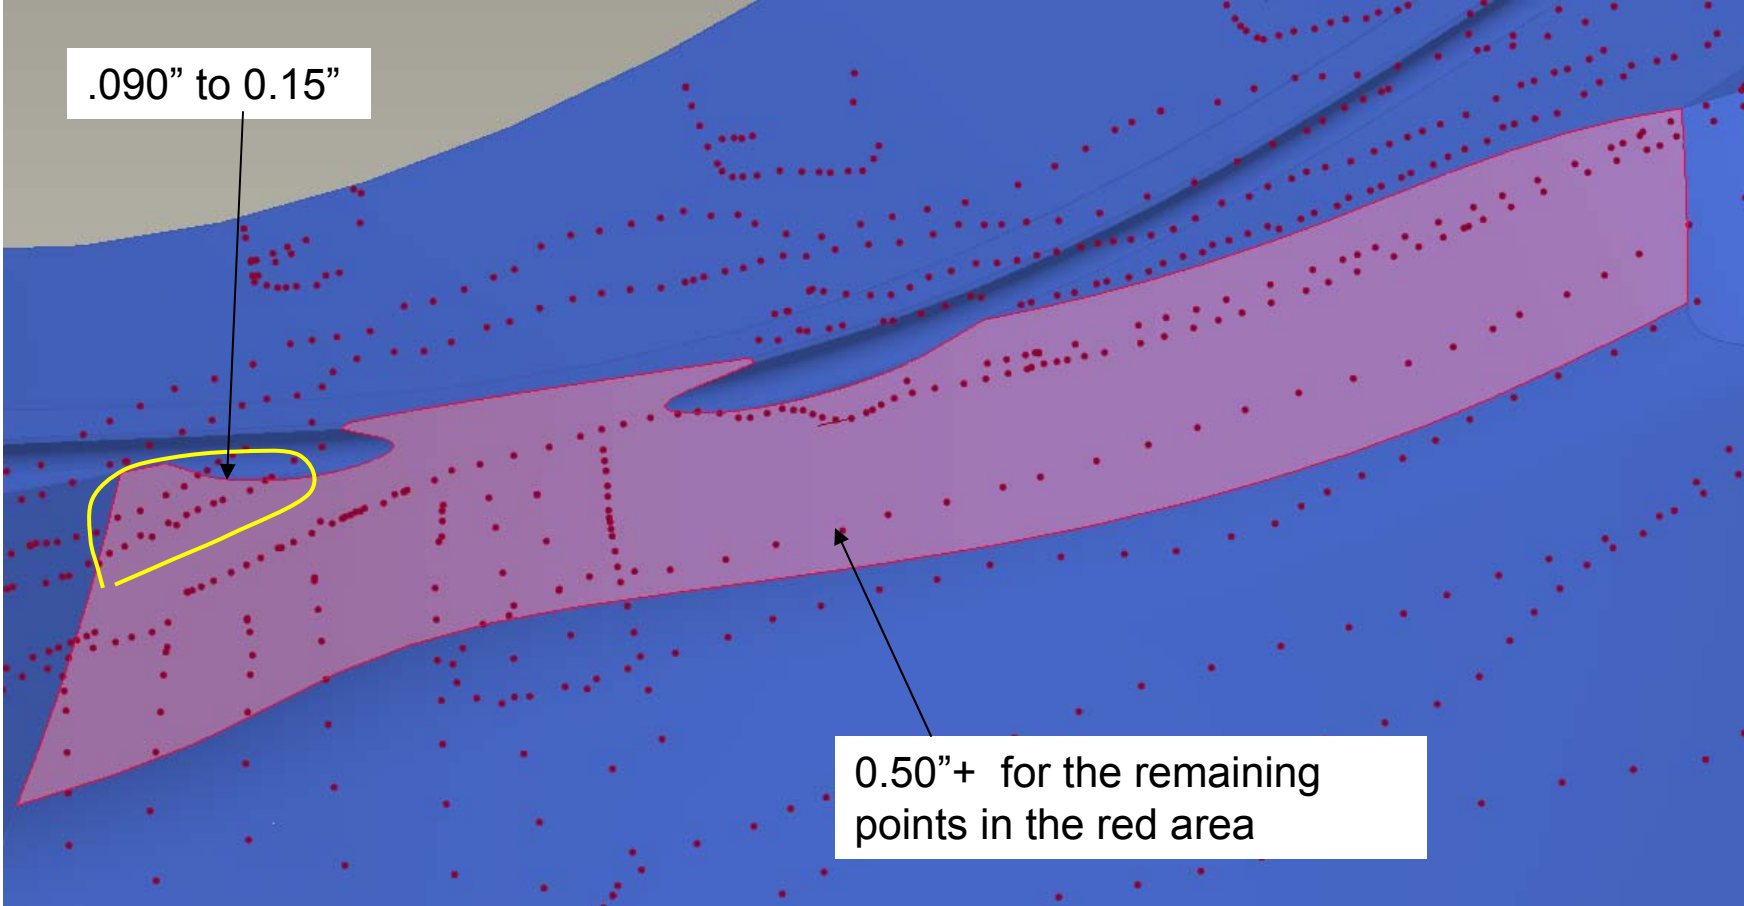 .090” to 0.15”
0.50”+ for the remaining
points in the red area